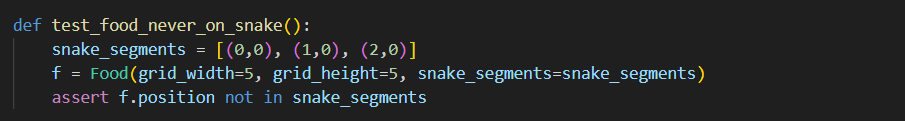 def test_food_never_on_snake():
    snake_segments = [(0,0), (1,0), (2,0)]
    f = Food(grid_width=5, grid_height=5, snake_segments=snake_segments)
    assert f.position not in snake_segments